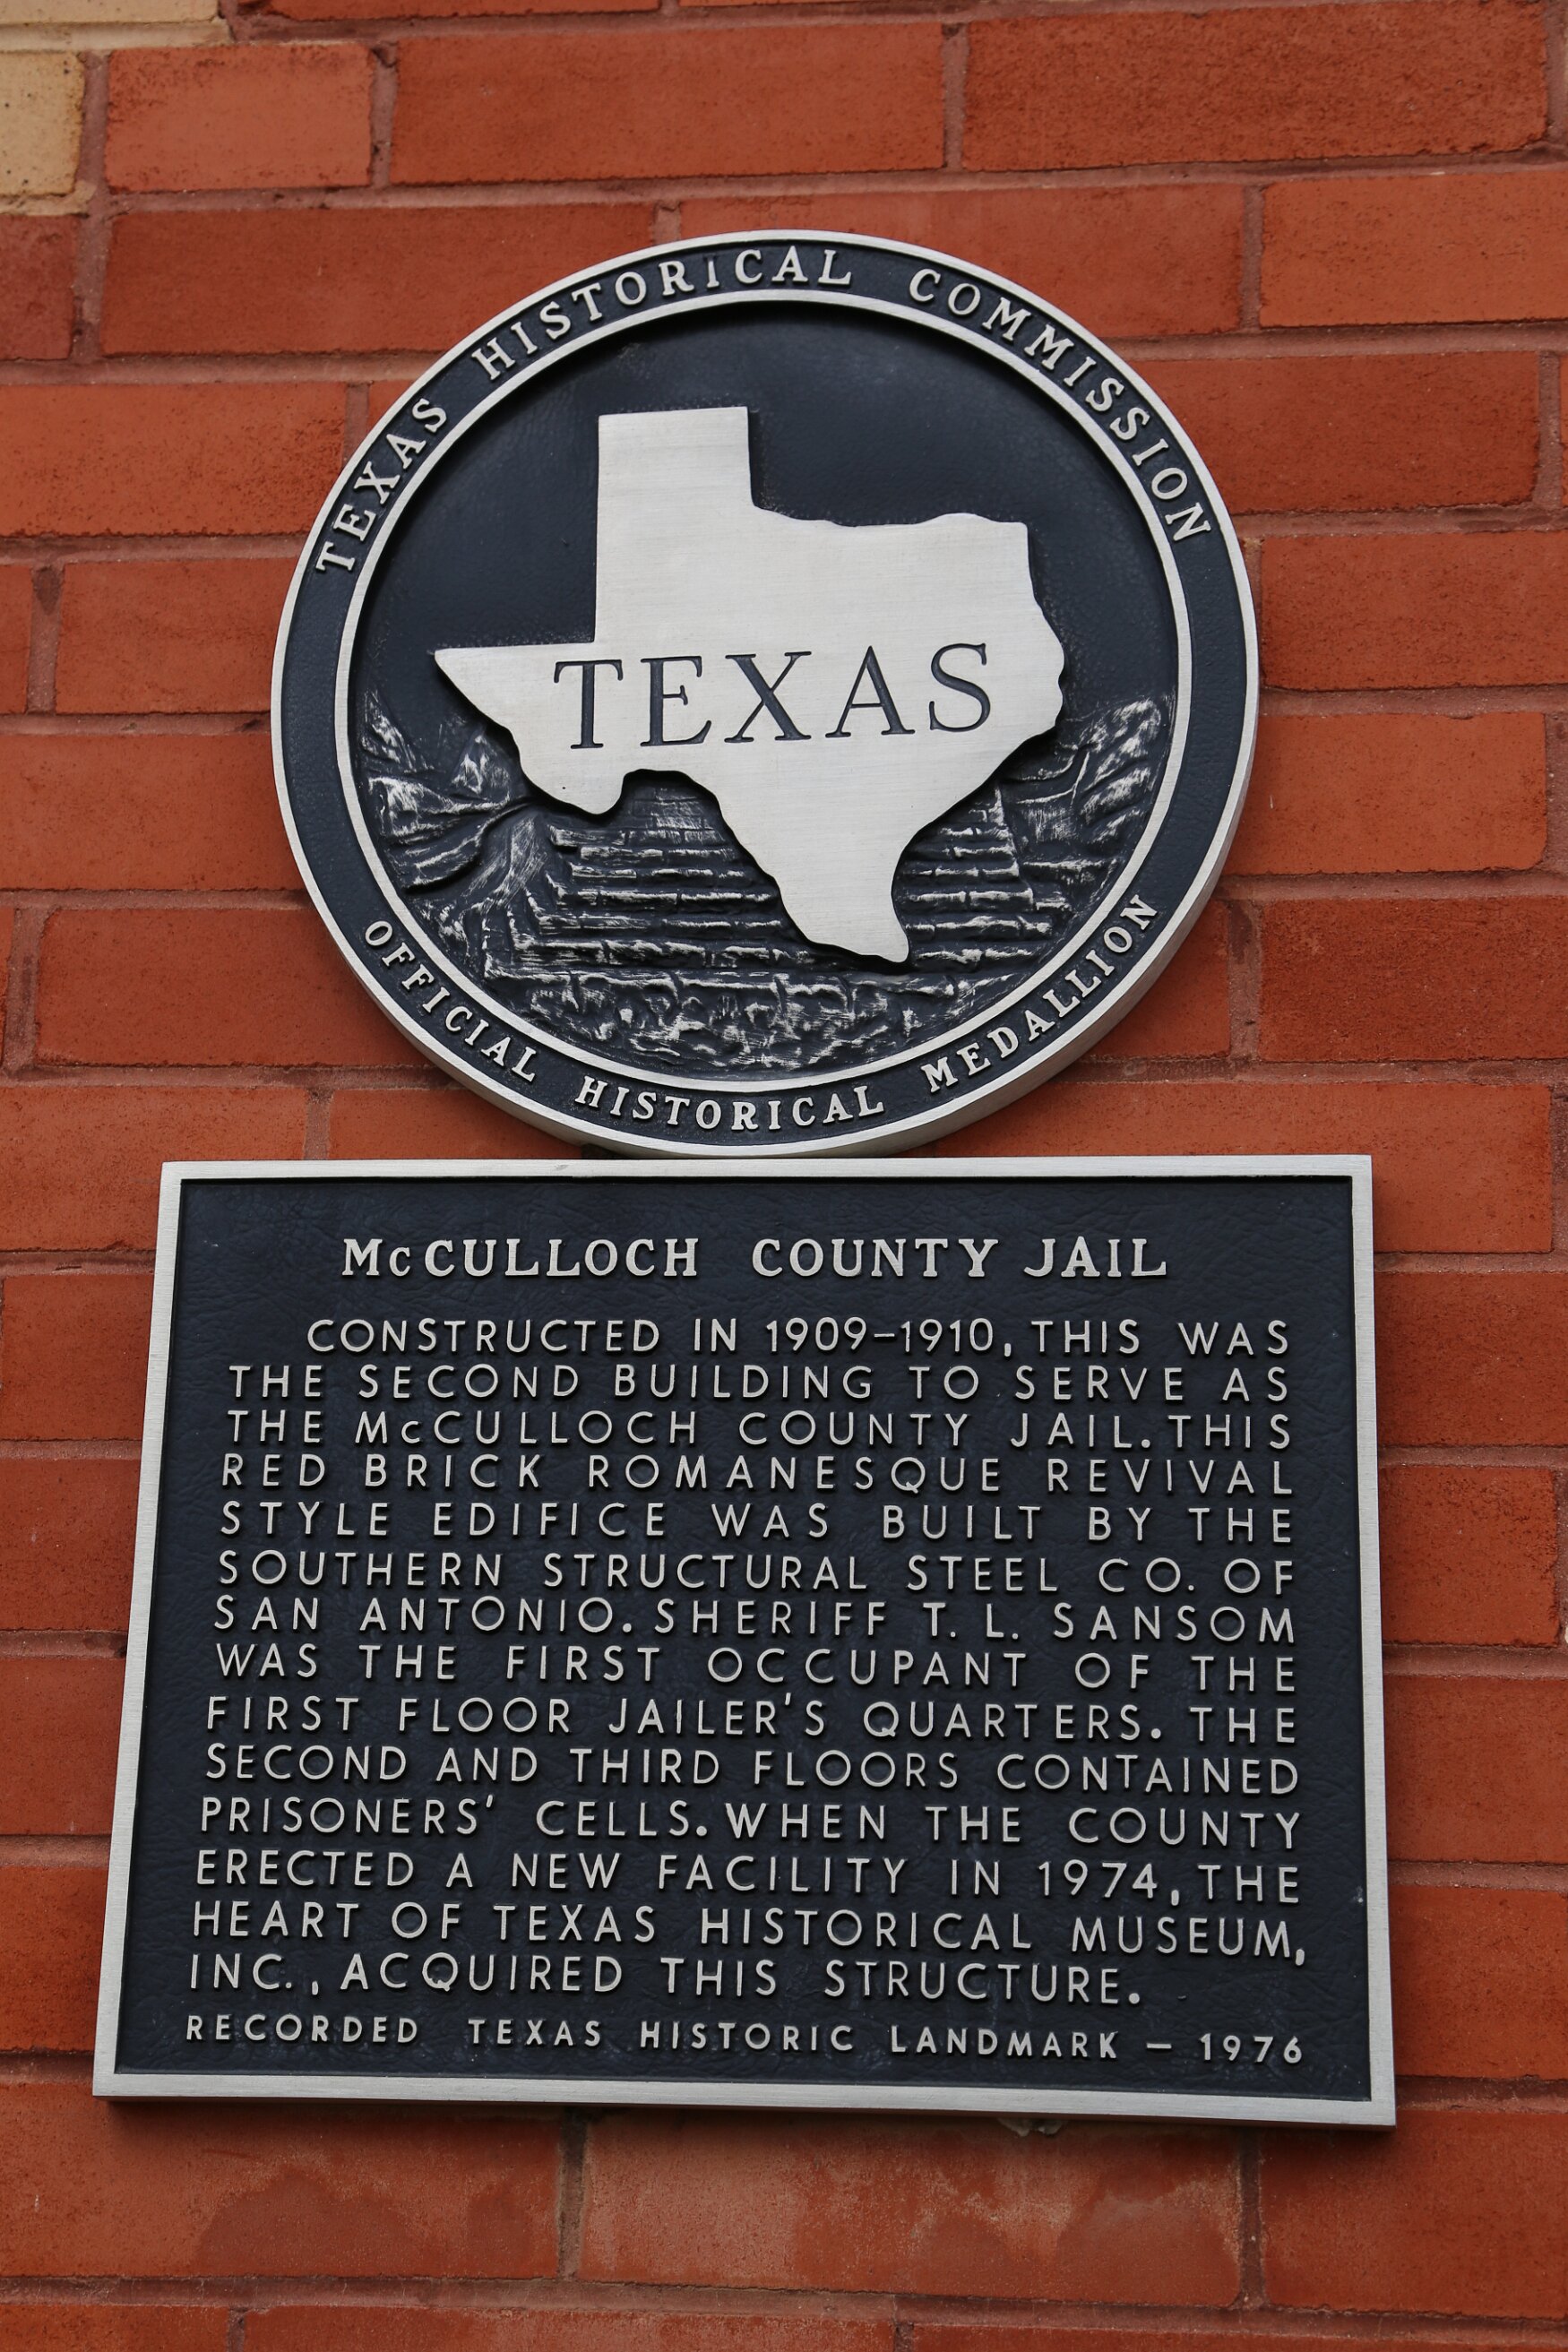 TEXAS HISTORICAL COMMISSION
TEXAS
OFFICIAL HISTORICAL MEDALLION
McCULLOCH COUNTY JAIL
CONSTRUCTED IN 1909-1910, THIS WAS
THE SECOND BUILDING TO SERVE AS
THE McCULLOCH COUNTY JAIL. THIS
RED BRICK ROMANESQUE REVIVAL
STYLE EDIFICE WAS BUILT BY THE
SOUTHERN STRUCTURAL STEEL CO. OF
SAN ANTONIO. SHERIFF T. L. SANSOM
WAS THE FIRST OCCUPANT OF THE
FIRST FLOOR JAILER'S QUARTERS. THE
SECOND AND THIRD FLOORS CONTAINED
PRISONERS' CELLS. WHEN THE COUNTY
ERECTED A NEW FACILITY IN 1974, THE
HEART OF TEXAS HISTORICAL MUSEUM,
INC., ACQUIRED THIS STRUCTURE.
RECORDED TEXAS HISTORIC LANDMARK – 1976